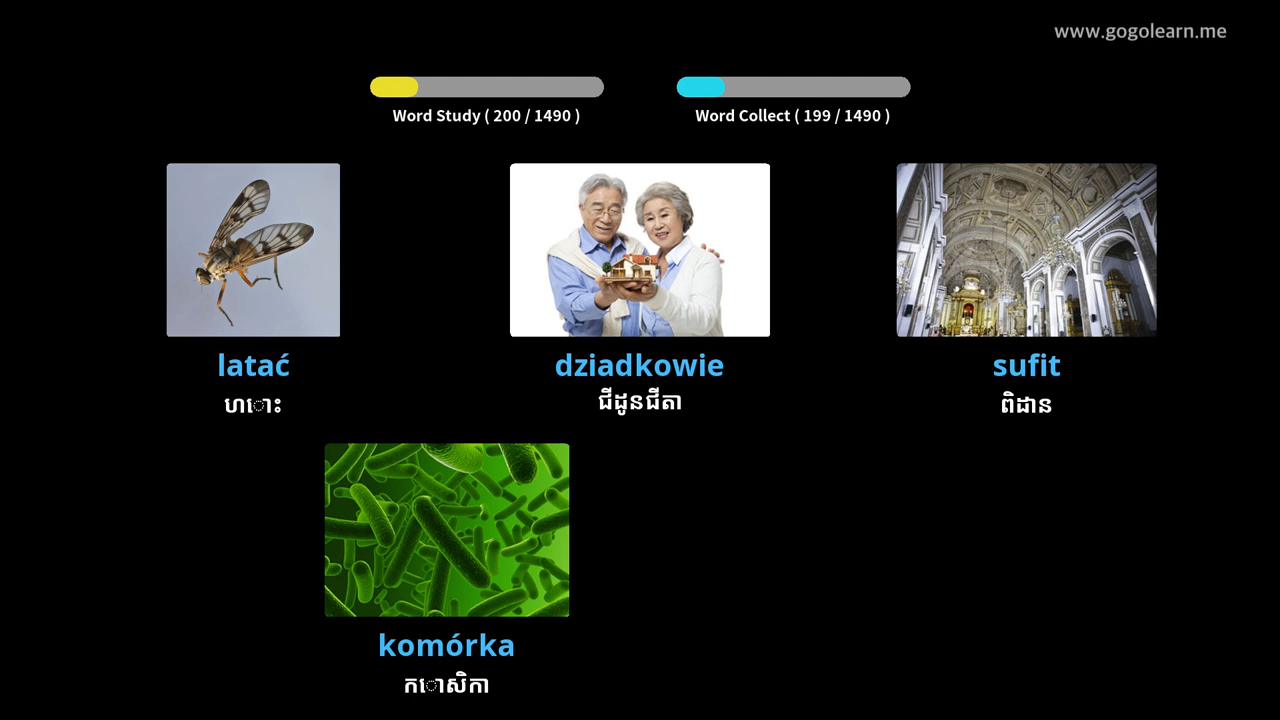 www.gogolearn.me
Word Study ( 200 / 1490 )
Word Collect ( 199 / 1490 )
latać
ហោះ
dziadkowie
ជីដូនជីតា
sufit
ពិដាន
komórka
កោសិកា